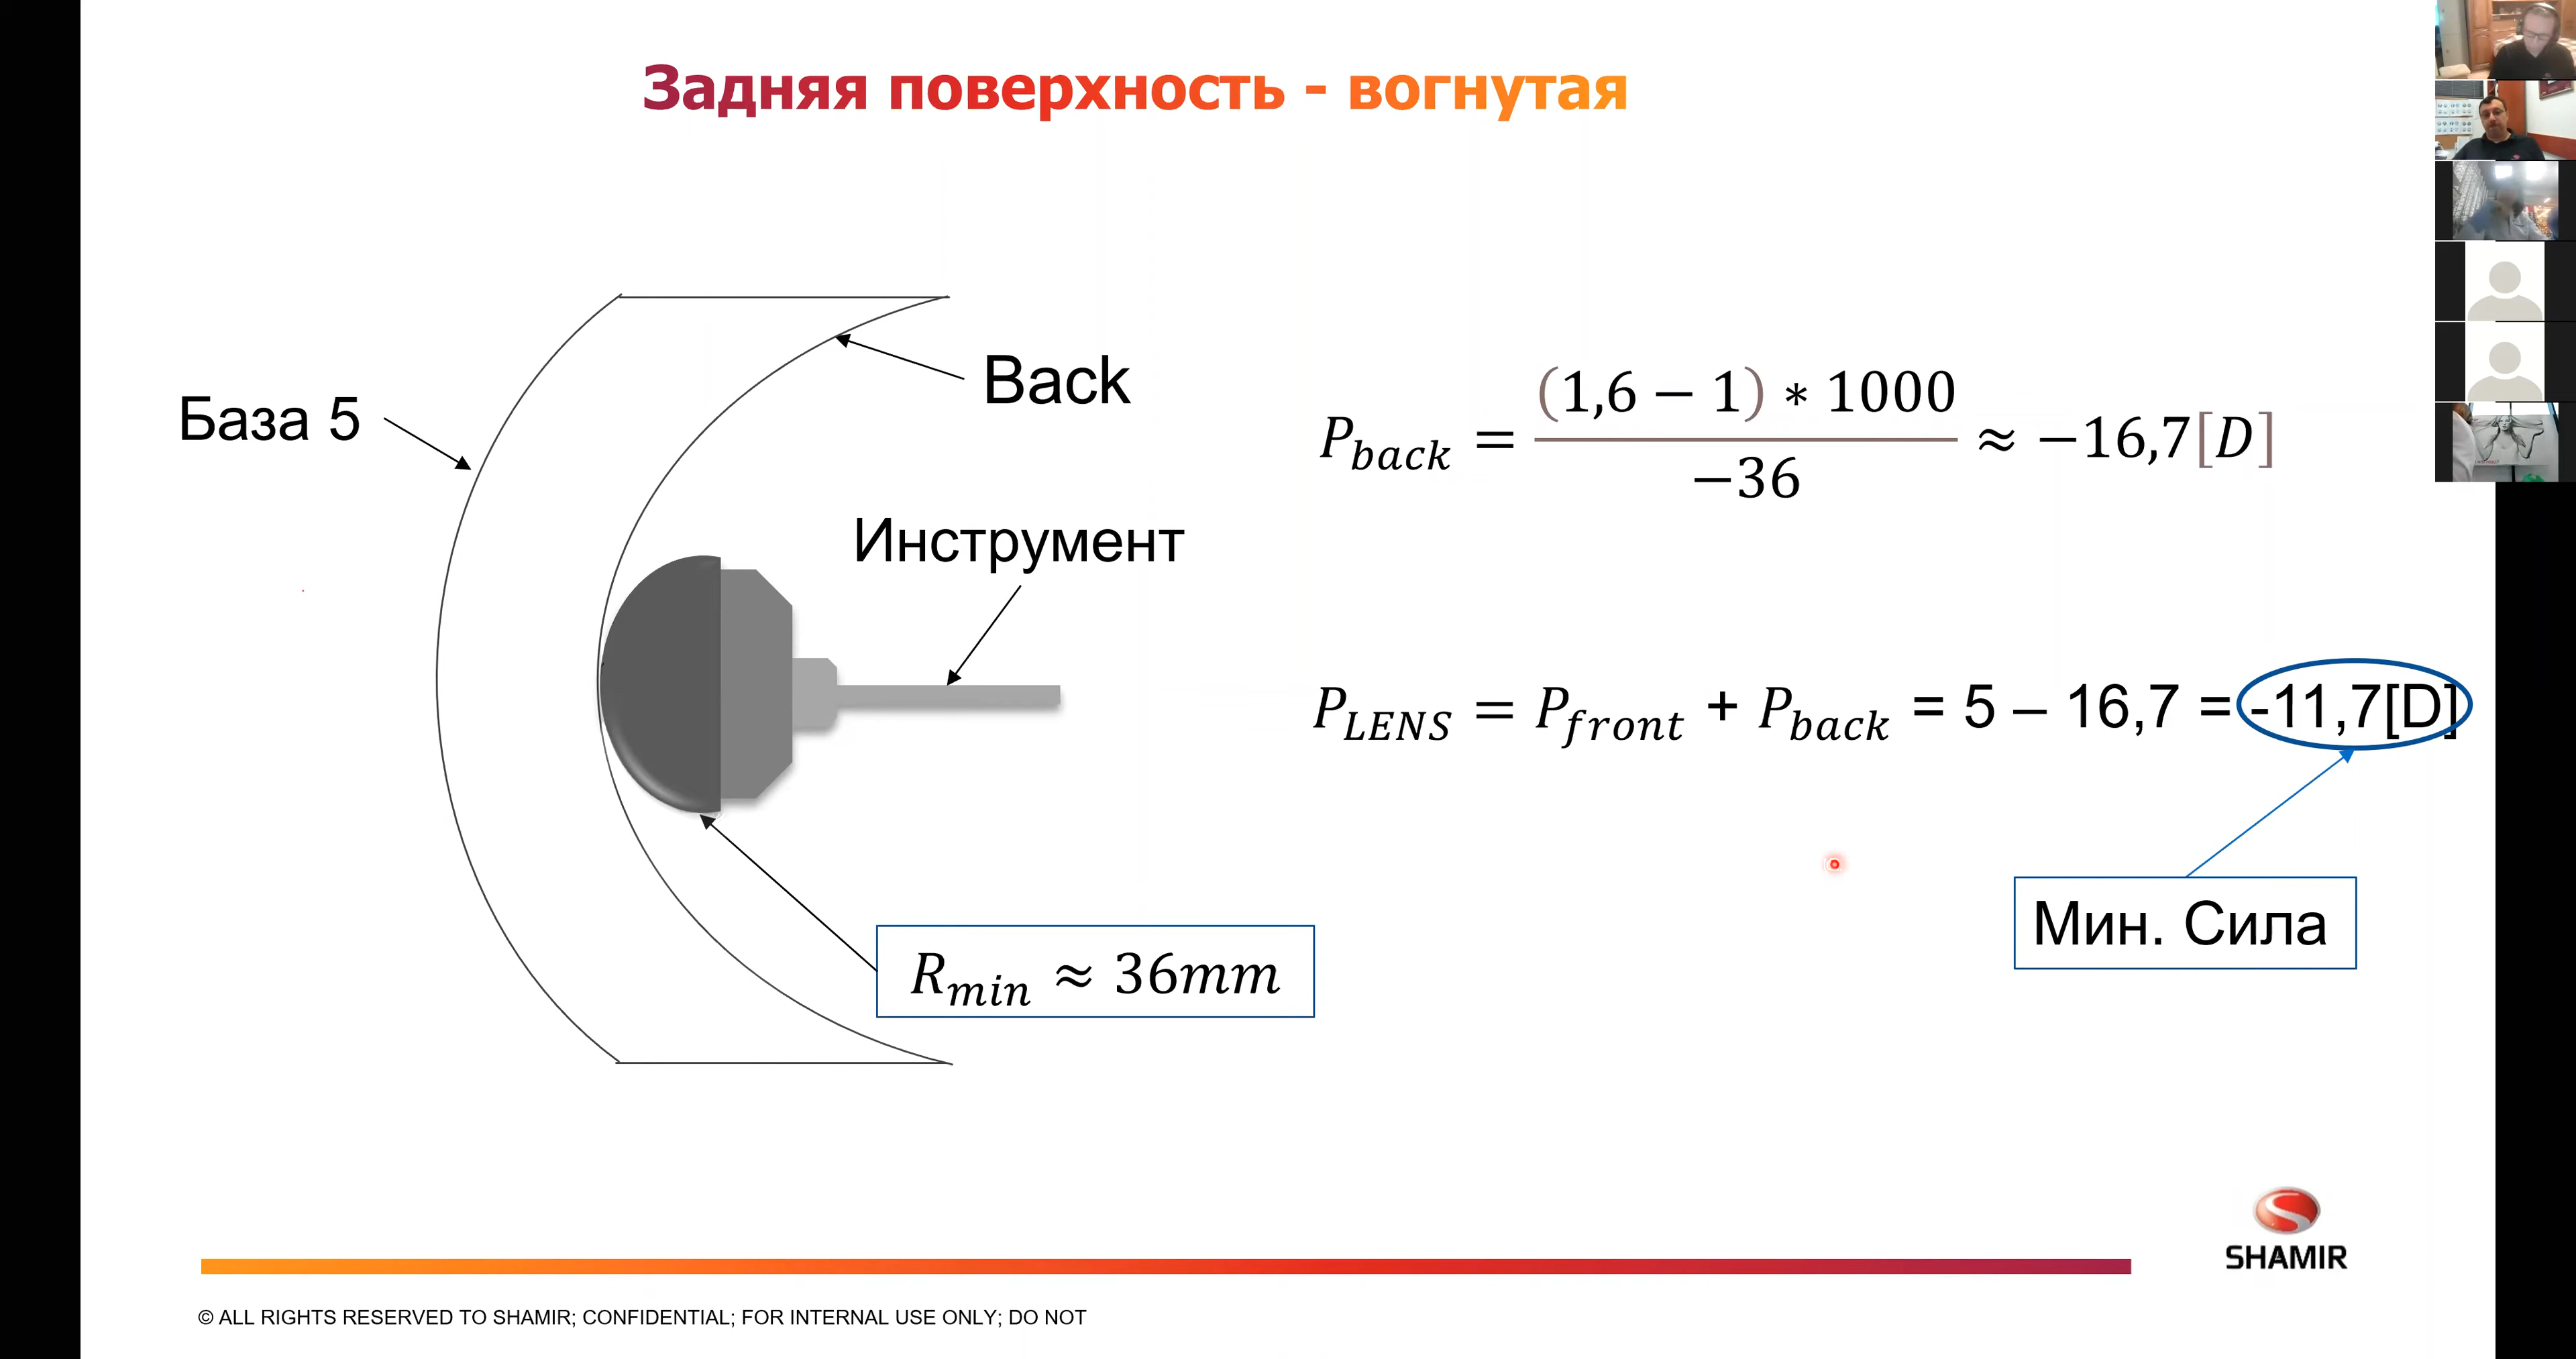 Задняя поверхность - вогнутая
База 5
Back
Инструмент
R_min ≈ 36mm
P_back = (1,6 − 1) * 1000 / −36 ≈ −16,7[D]
P_LENS = P_front + P_back = 5 – 16,7 = -11,7[D]
Мин. Сила
SHAMIR
© ALL RIGHTS RESERVED TO SHAMIR; CONFIDENTIAL; FOR INTERNAL USE ONLY; DO NOT